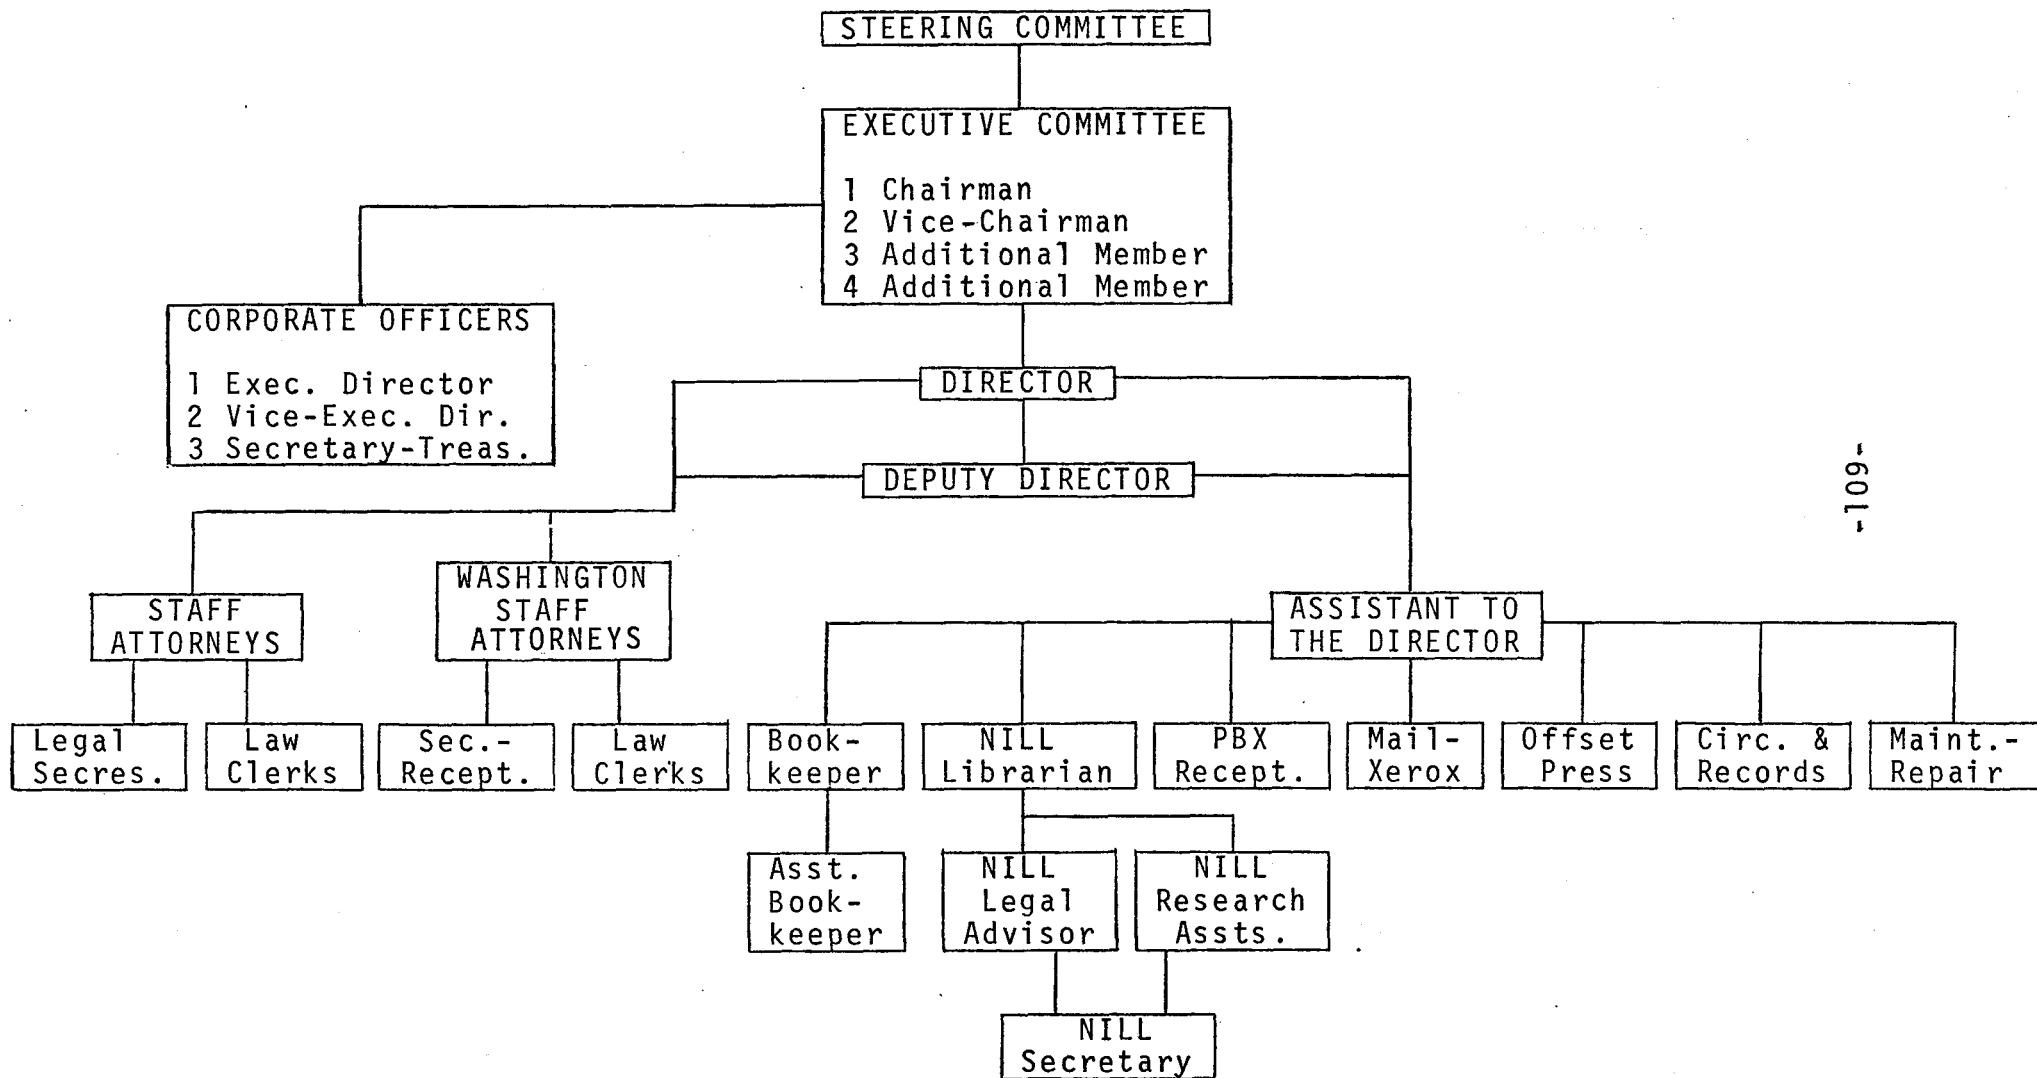 STEERING COMMITTEE
EXECUTIVE COMMITTEE
1 Chairman
2 Vice-Chairman
3 Additional Member
4 Additional Member
CORPORATE OFFICERS
1 Exec. Director
2 Vice-Exec. Dir.
3 Secretary-Treas.
DIRECTOR
DEPUTY DIRECTOR
-109-
STAFF
ATTORNEYS
WASHINGTON
STAFF
ATTORNEYS
ASSISTANT TO
THE DIRECTOR
Legal
Secres.
Law
Clerks
Sec.-
Recept.
Law
Clerks
Book-
keeper
NILL
Librarian
PBX
Recept.
Mail-
Xerox
Offset
Press
Circ. &
Records
Maint.-
Repair
Asst.
Book-
keeper
NILL
Legal
Advisor
NILL
Research
Assts.
NILL
Secretary